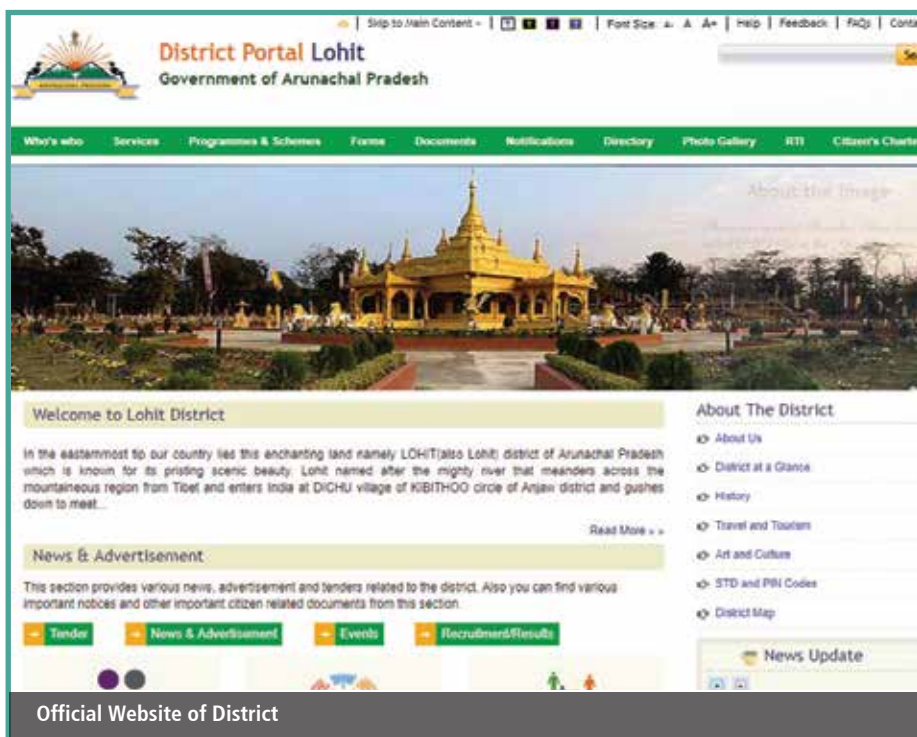 Skip to Main Content
Font Size A- A A+ | Help | Feedback | FAQs |
District Portal Lohit
Government of Arunachal Pradesh
ARUNACHAL PRADESH
Who's who Services Programmes & Schemes Forms Documents Notifications Directory Photo Gallery RTI Citizen's Charte
About the Image
Welcome to Lohit District
In the easternmost tip our country lies this enchanting land namely LOHIT(also Lohit) district of Arunachal Pradesh
which is known for its pristing scenic beauty. Lohit named after the mighty river that meanders across the
mountaineous region from Tibet and enters India at DICHU village of KIBITHOO circle of Anjaw district and gushes
down to meet...
Read More » »
News & Advertisement
This section provides various news, advertisement and tenders related to the district. Also you can find various
important notices and other important citizen related documents from this section.
Tender News & Advertisement Events Recruitment/Results
About The District
About Us
District at a Glance
History
Travel and Tourism
Art and Culture
STD and PIN Codes
District Map
News Update
Official Website of District